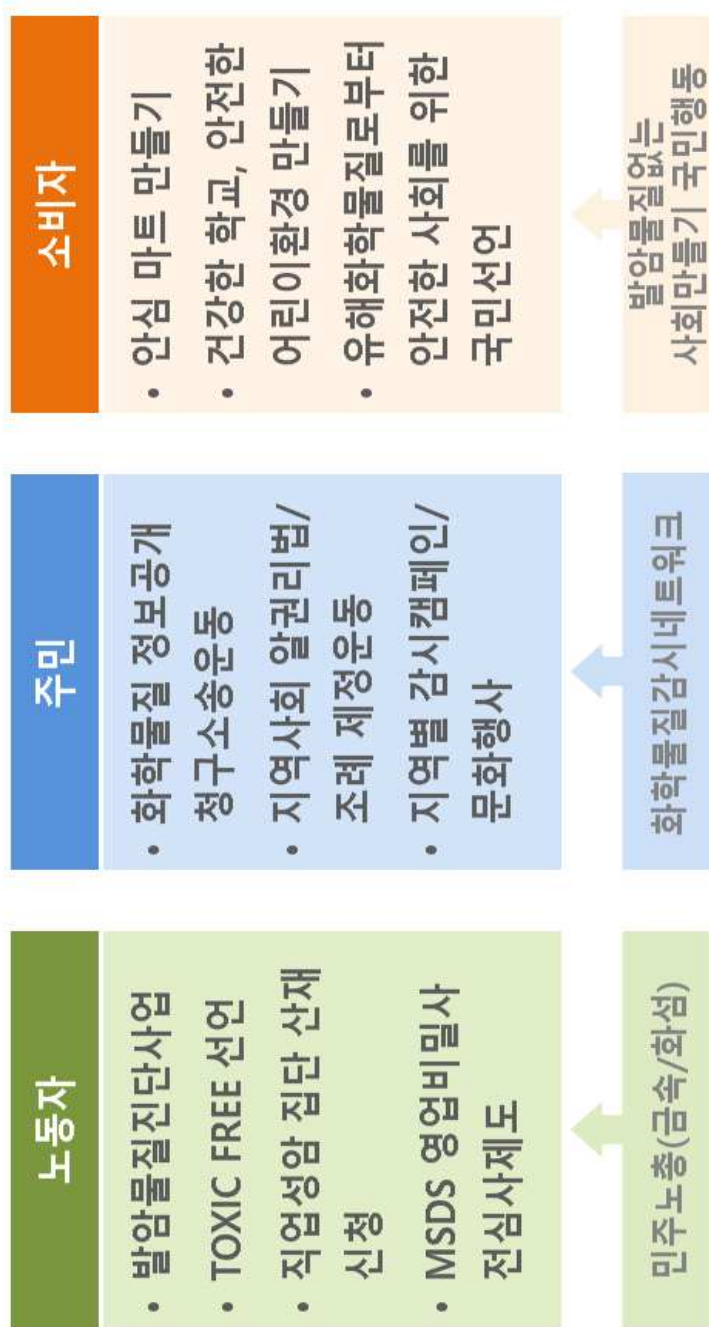 노동자
• 발암물질진단사업
• TOXIC FREE 선언
• 직업성암 집단 산재
신청
• MSDS 영업비밀사
전심사제도
민주노총(금속/화섬)
주민
• 화학물질 정보공개
청구소송운동
• 지역사회 알권리법/
조례 제정운동
• 지역별 감시캠페인/
문화행사
화학물질감시네트워크
소비자
• 안심 마트 만들기
• 건강한 학교, 안전한
어린이환경 만들기
• 유해화학물질로부터
안전한 사회를 위한
국민선언
발암물질없는
사회만들기 국민행동